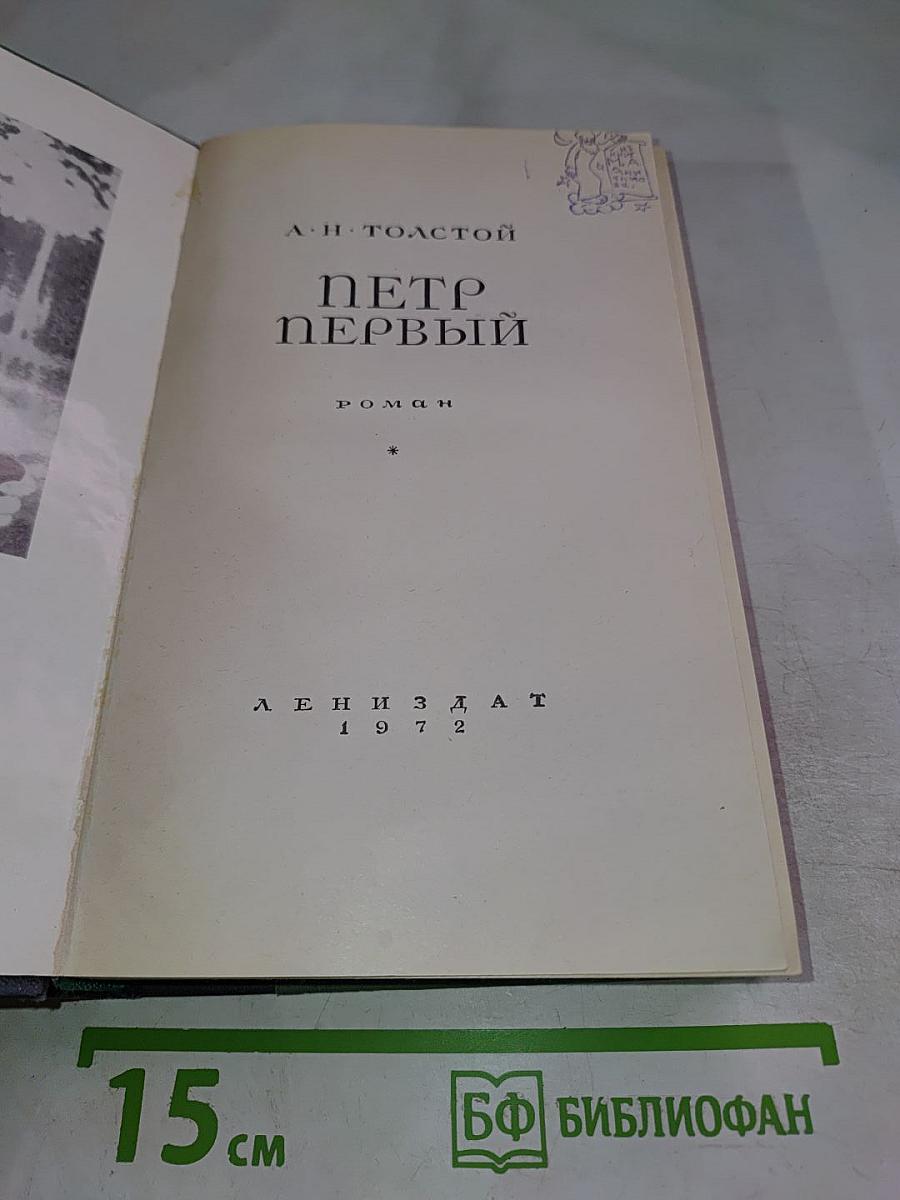 А·Н·ТОЛСТОЙ
ПЕТР
ПЕРВЫЙ
роман
*
ЛЕНИЗДАТ
1972
15 см
БФ БИБЛИОФАН